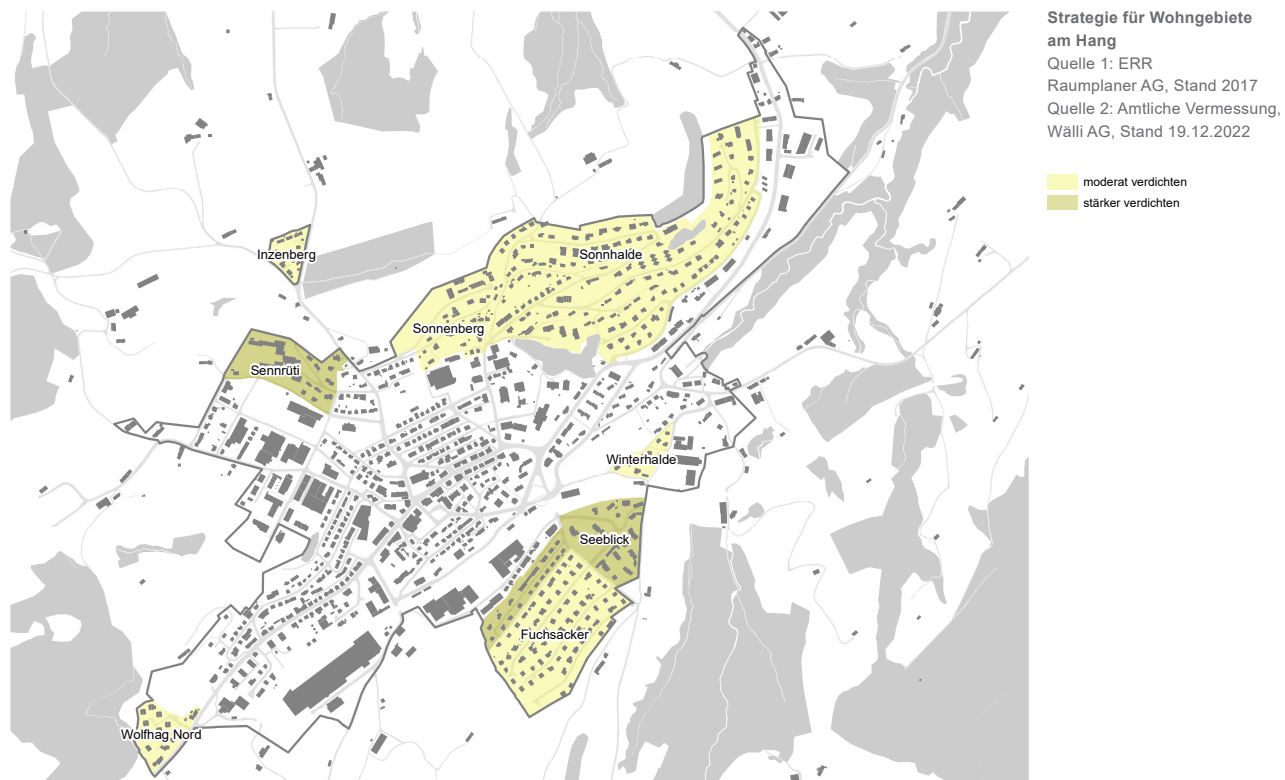 Strategie für Wohngebiete
am Hang
Quelle 1: ERR
Raumplaner AG, Stand 2017
Quelle 2: Amtliche Vermessung,
Wälli AG, Stand 19.12.2022
moderat verdichten
stärker verdichten
Inzenberg
Sonnhalde
Sonnenberg
Sennrüti
Winterhalde
Seeblick
Fuchsacker
Wolfhag Nord